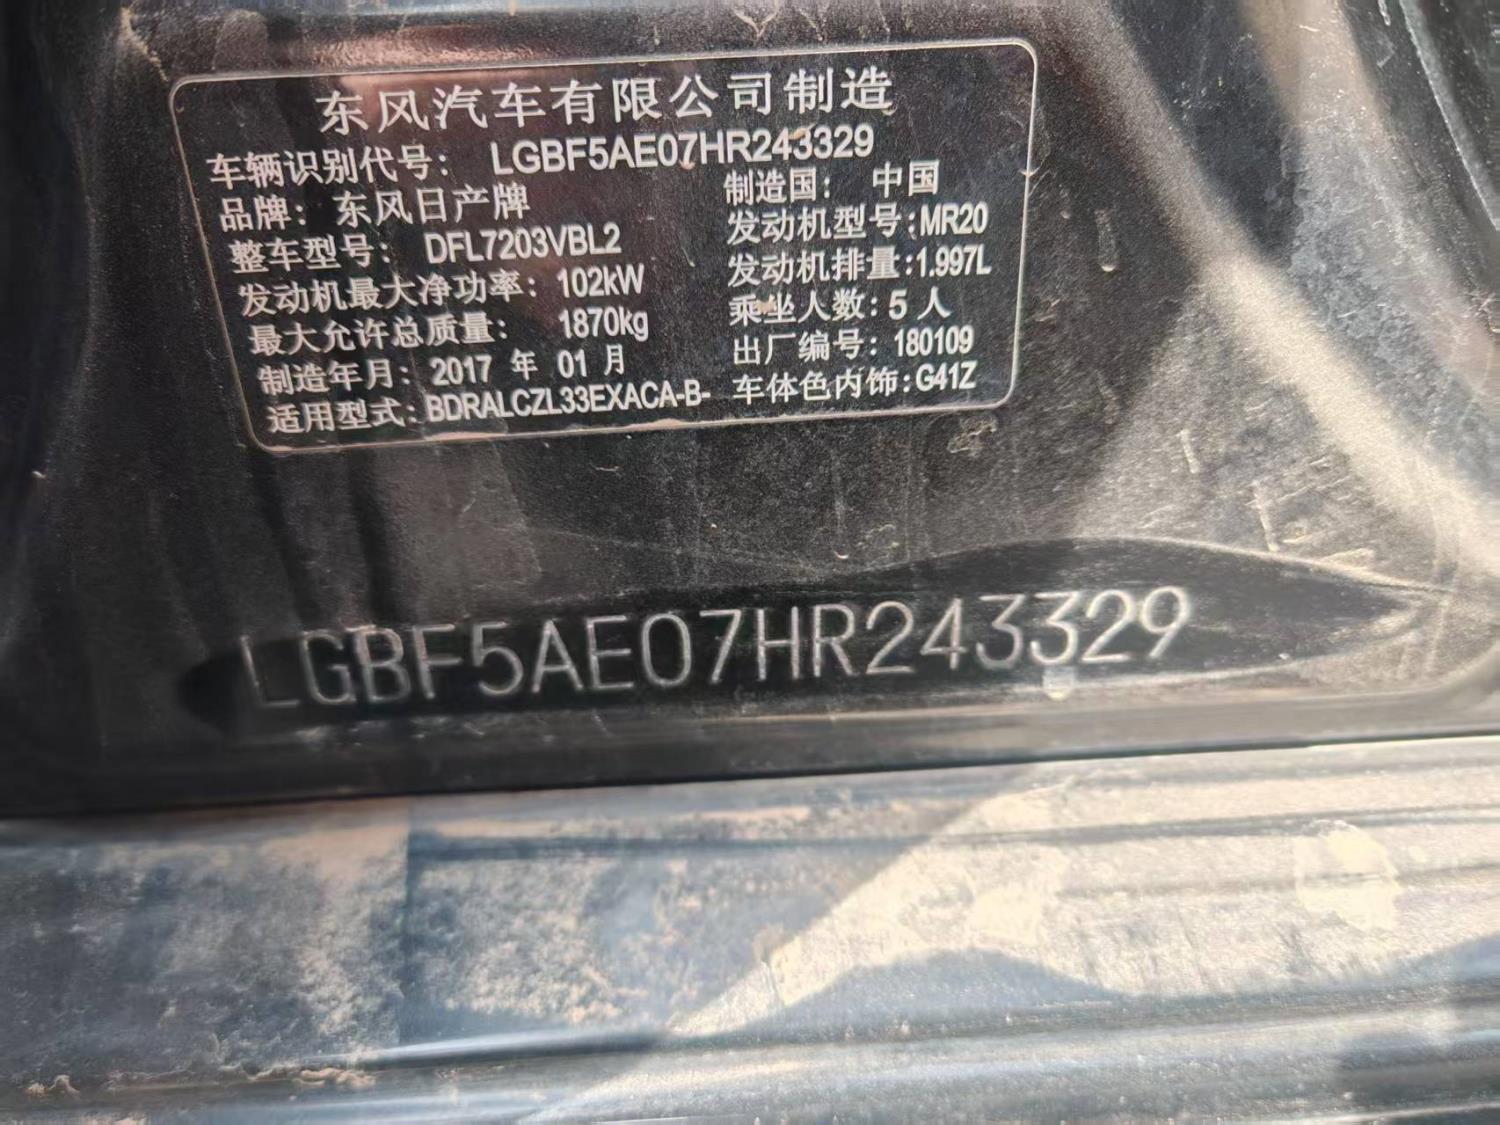 东风汽车有限公司制造
车辆识别代号: LGBF5AE07HR243329
品牌: 东风日产牌 制造国: 中国
整车型号: DFL7203VBL2 发动机型号:MR20
发动机最大净功率: 102kW 发动机排量:1.997L
最大允许总质量: 1870kg 乘坐人数: 5 人
制造年月: 2017 年 01 月 出厂编号: 180109
适用型式:BDRALCZL33EXACA-B- 车体色内饰:G41Z
LGBF5AE07HR243329